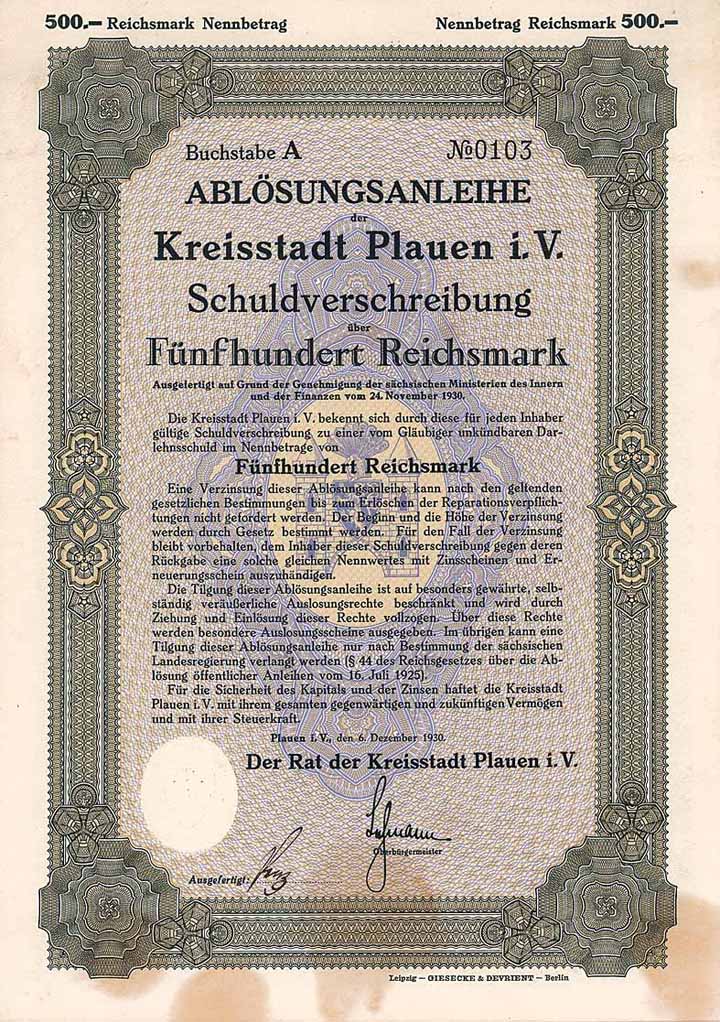 500.— Reichsmark Nennbetrag Nennbetrag Reichsmark 500.—
Buchstabe A №0103
ABLÖSUNGSANLEIHE
der
Kreisstadt Plauen i. V.
Schuldverschreibung
über
Fünfhundert Reichsmark
Ausgefertigt auf Grund der Genehmigung der sächsischen Ministerien des Innern
und der Finanzen vom 24. November 1930.
Die Kreisstadt Plauen i. V. bekennt sich durch diese für jeden Inhaber
gültige Schuldverschreibung zu einer vom Gläubiger unkündbaren Dar-
lehnsschuld im Nennbetrage von
Fünfhundert Reichsmark
Eine Verzinsung dieser Ablösungsanleihe kann nach den geltenden
gesetzlichen Bestimmungen bis zum Erlöschen der Reparationsverpflich-
tungen nicht gefordert werden. Der Beginn und die Höhe der Verzinsung
werden durch Gesetz bestimmt werden. Für den Fall der Verzinsung
bleibt vorbehalten, dem Inhaber dieser Schuldverschreibung gegen deren
Rückgabe eine solche gleichen Nennwertes mit Zinsscheinen und Er-
neuerungsschein auszuhändigen.
Die Tilgung dieser Ablösungsanleihe ist auf besonders gewährte, selb-
ständig veräußerliche Auslosungsrechte beschränkt und wird durch
Ziehung und Einlösung dieser Rechte vollzogen. Über diese Rechte
werden besondere Auslosungsscheine ausgegeben. Im übrigen kann eine
Tilgung dieser Ablösungsanleihe nur nach Bestimmung der sächsischen
Landesregierung verlangt werden (§ 44 des Reichsgesetzes über die Ab-
lösung öffentlicher Anleihen vom 16. Juli 1925).
Für die Sicherheit des Kapitals und der Zinsen haftet die Kreisstadt
Plauen i. V. mit ihrem gesamten gegenwärtigen und zukünftigen Vermögen
und mit ihrer Steuerkraft.
Plauen i. V., den 6. Dezember 1930.
Der Rat der Kreisstadt Plauen i. V.
Oberbürgermeister
Ausgefertigt:
Leipzig — GIESECKE & DEVRIENT — Berlin